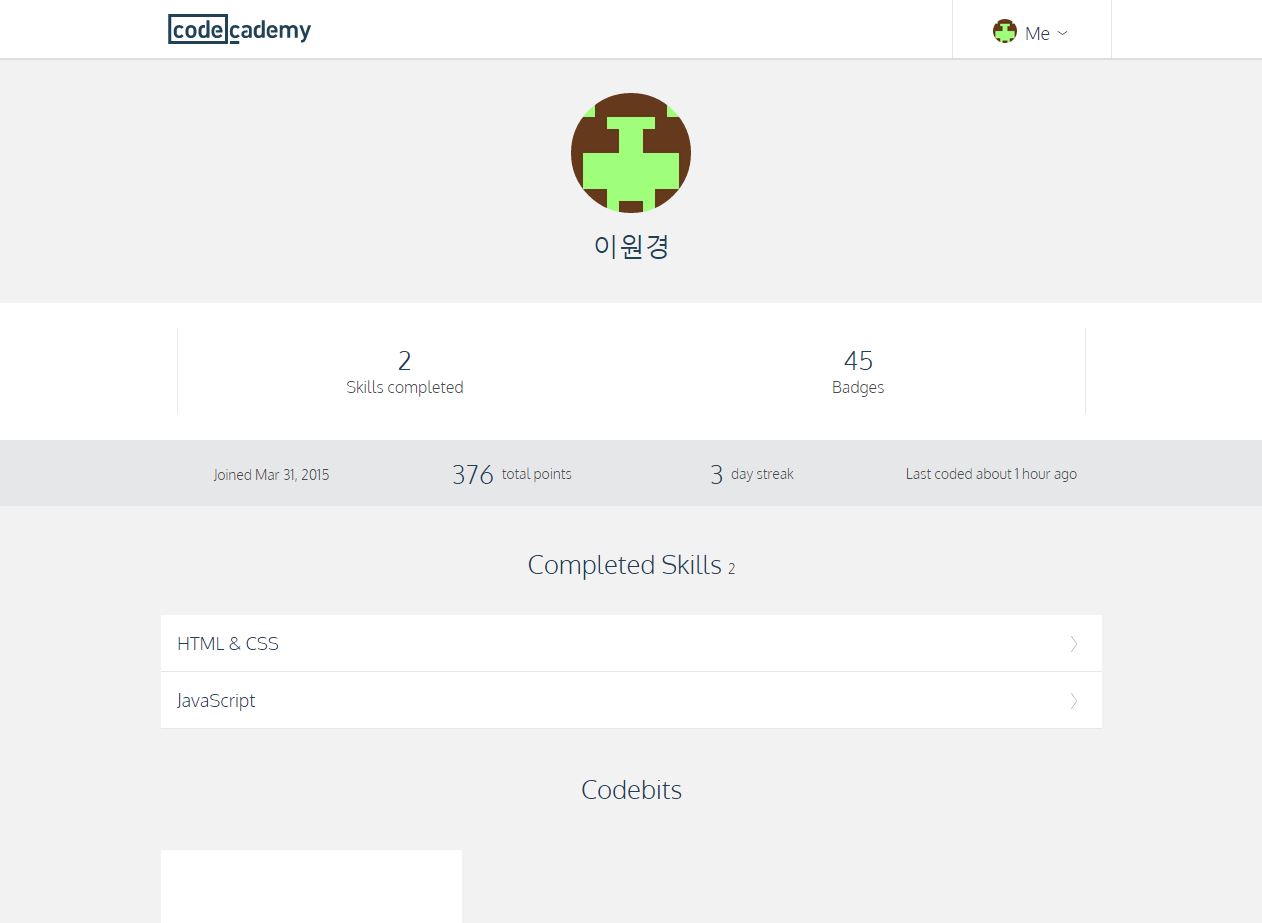 codecademy
Me
이원경
2
Skills completed
45
Badges
Joined Mar 31, 2015
376 total points
3 day streak
Last coded about 1 hour ago
Completed Skills 2
HTML & CSS
JavaScript
Codebits